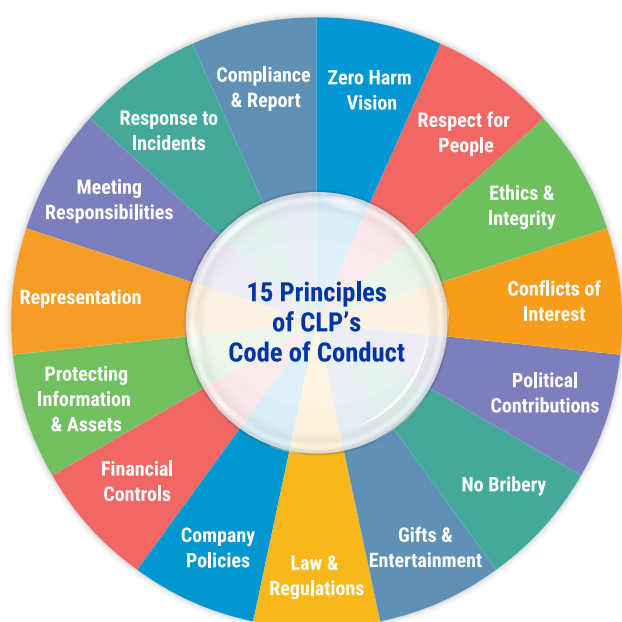 Zero Harm
Vision
Respect for
People
Ethics &
Integrity
Conflicts of
Interest
Political
Contributions
No Bribery
Gifts &
Entertainment
Law &
Regulations
Company
Policies
Financial
Controls
Protecting
Information
& Assets
Representation
Meeting
Responsibilities
Response to
Incidents
Compliance
& Report
15 Principles
of CLP's
Code of Conduct